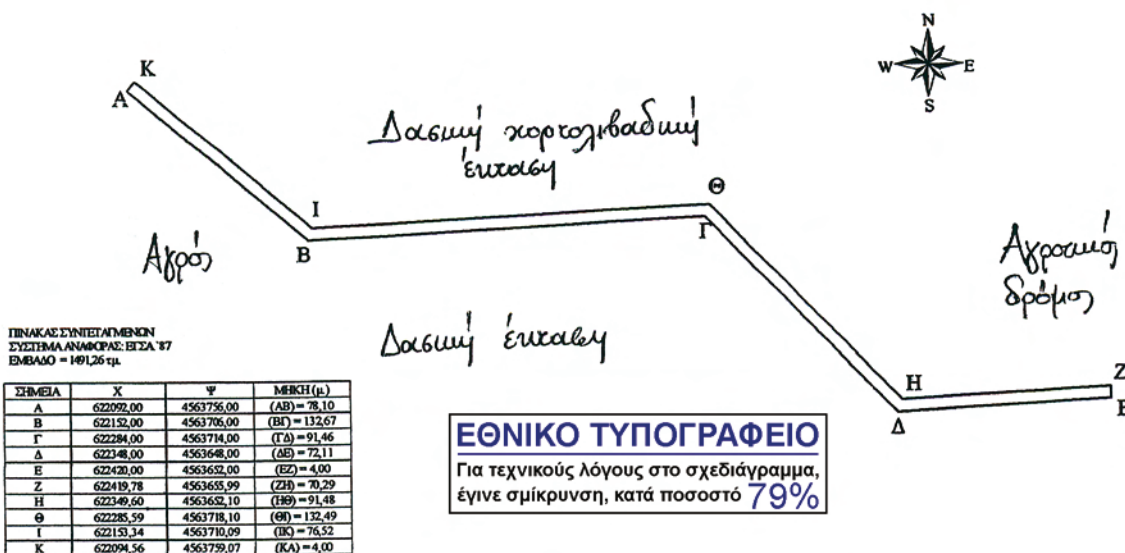 N
W E
S
Κ
Α
Δασική χορτολιβαδική
έκταση
Θ
Ι
Γ
Β
Αγρός
Αγροτικός
δρόμος
Δασική έκταση
ΠΙΝΑΚΑΣ ΣΥΝΤΕΤΑΓΜΕΝΩΝ
ΣΥΣΤΗΜΑ ΑΝΑΦΟΡΑΣ: ΕΓΣΑ '87
ΕΜΒΑΔΟ = 1491,26 τμ.
Ζ
Η
Ε
Δ
ΣΗΜΕΙΑ Χ Ψ ΜΗΚΗ (μ.)
Α 622092,00 4563756,00 (ΑΒ) = 78,10
Β 622152,00 4563706,00 (ΒΓ) = 132,67
Γ 622284,00 4563714,00 (ΓΔ) = 91,46
Δ 622348,00 4563648,00 (ΔΕ) = 72,11
Ε 622420,00 4563652,00 (ΕΖ) = 4,00
Ζ 622419,78 4563655,99 (ΖΗ) = 70,29
Η 622349,60 4563652,10 (ΗΘ) = 91,48
Θ 622285,59 4563718,10 (ΘΙ) = 132,49
Ι 622153,34 4563710,09 (ΙΚ) = 76,52
Κ 622094,56 4563759,07 (ΚΑ) = 4,00
ΕΘΝΙΚΟ ΤΥΠΟΓΡΑΦΕΙΟ
Για τεχνικούς λόγους στο σχεδιάγραμμα,
έγινε σμίκρυνση, κατά ποσοστό 79%